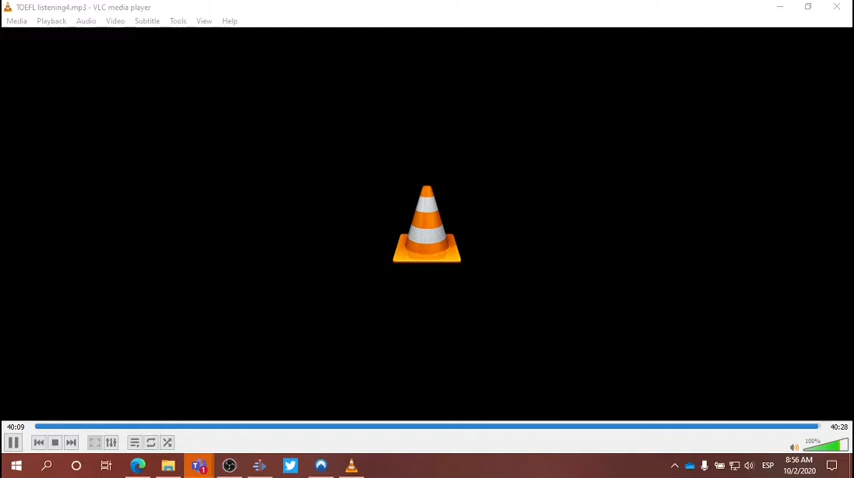 TOEFL listening4.mp3 - VLC media player
Media Playback Audio Video Subtitle Tools View Help
40:09 40:28
100%
1
ESP
8:56 AM
10/2/2020